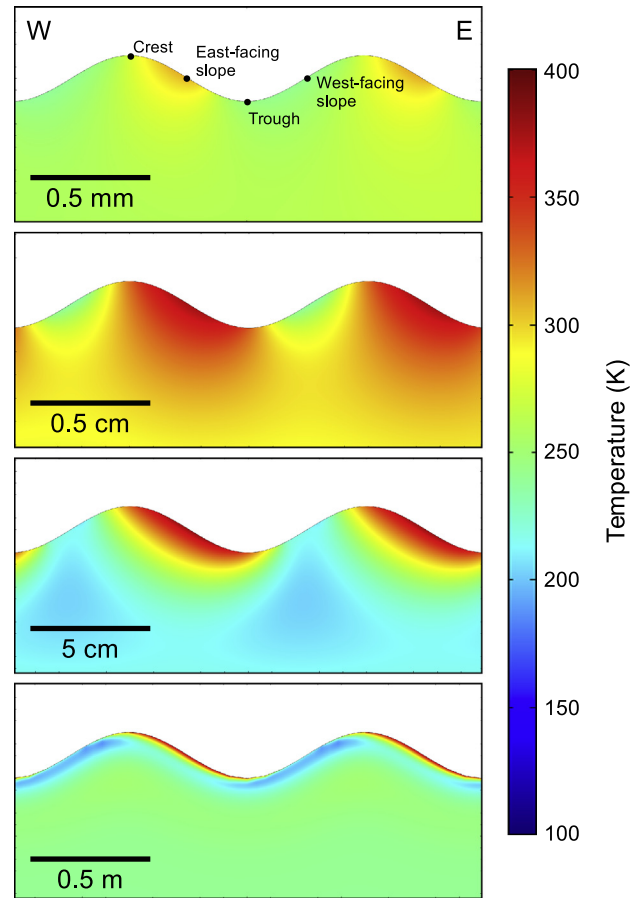 W
E
Crest
East-facing
slope
West-facing
slope
Trough
0.5 mm
0.5 cm
5 cm
0.5 m
400
350
300
250
200
150
100
Temperature (K)